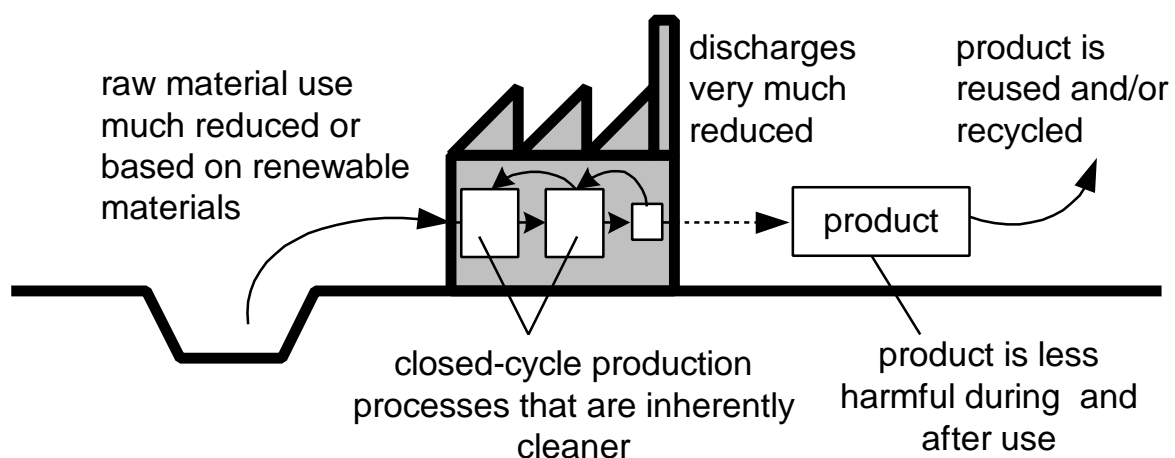 raw material use
much reduced or
based on renewable
materials
discharges
very much
reduced
product is
reused and/or
recycled
product
closed-cycle production
processes that are inherently
cleaner
product is less
harmful during and
after use